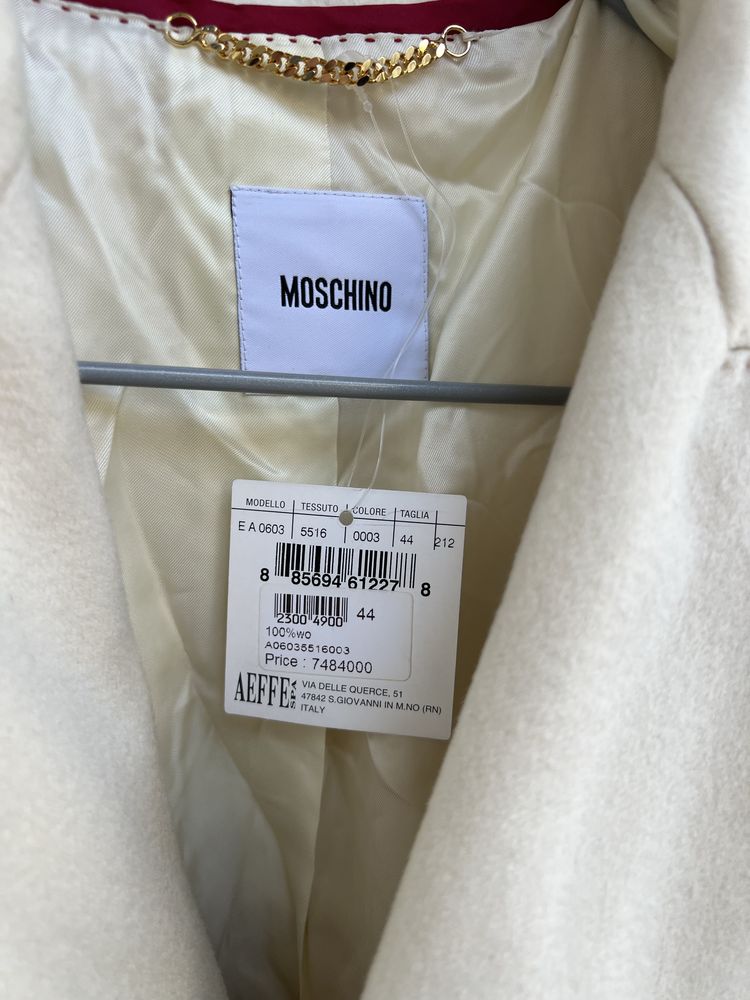 MOSCHINO
MODELLO TESSUTO COLORE TAGLIA
E A 0603 5516 0003 44 212
8 85694 61227 8
2300 4900 44
100%wo
A06035516003
Price : 7484000
AEFFE SPA VIA DELLE QUERCE, 51
47842 S.GIOVANNI IN M.NO (RN)
ITALY